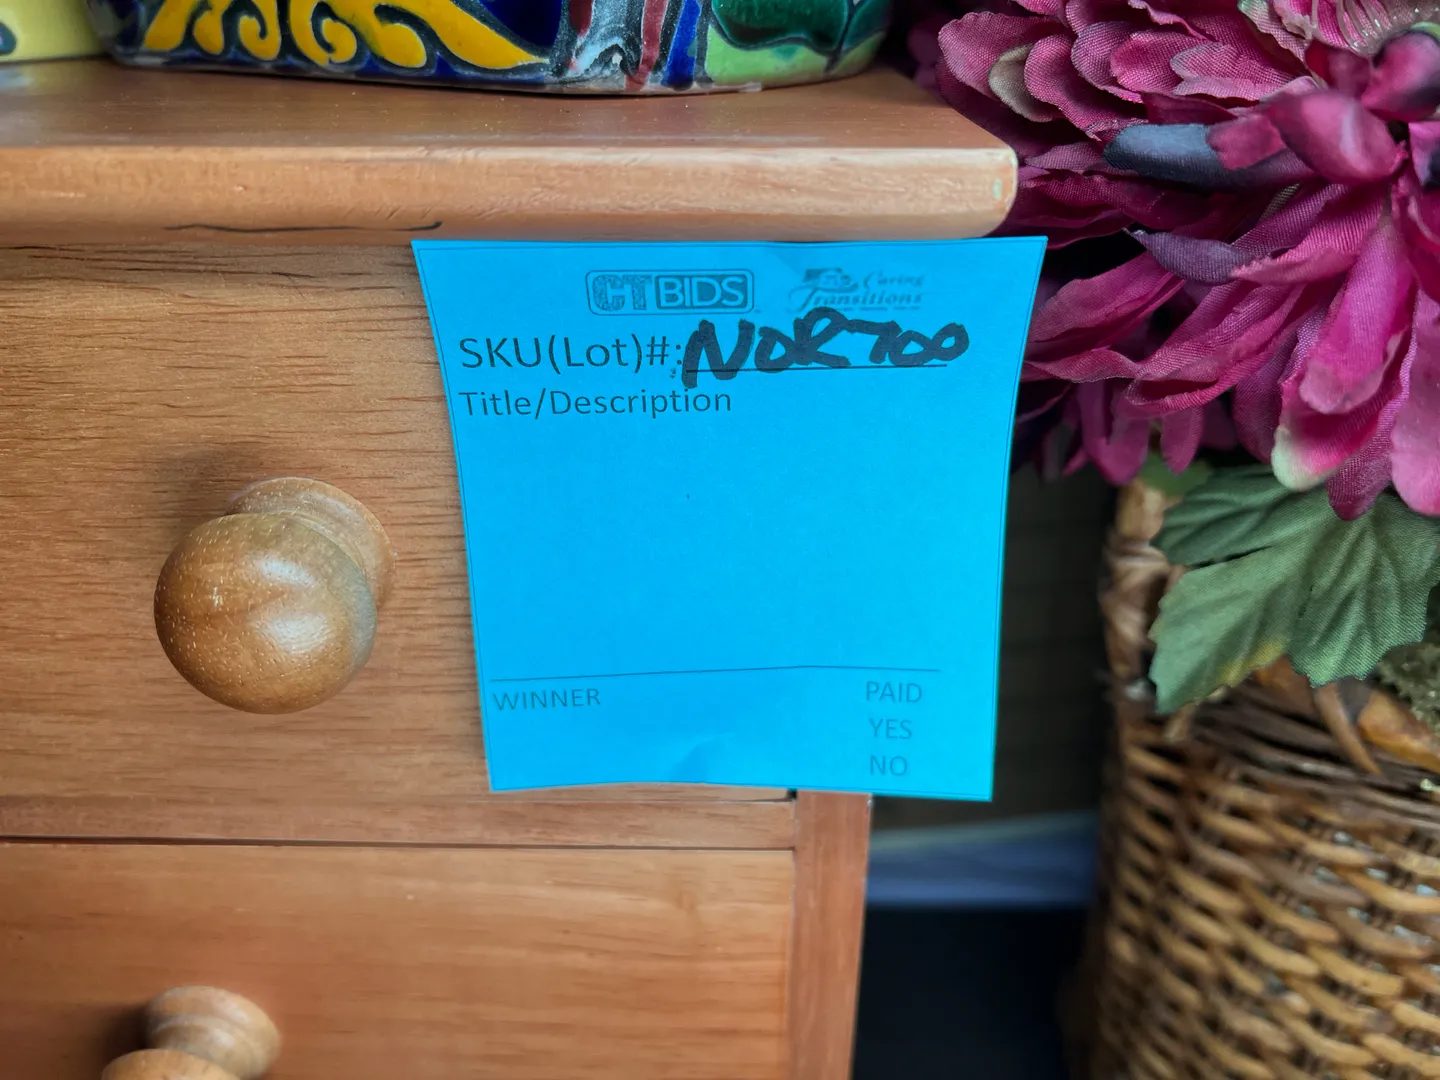 CTBIDS Caring Transitions
SKU(Lot)#: NOR700
Title/Description
WINNER PAID
YES
NO